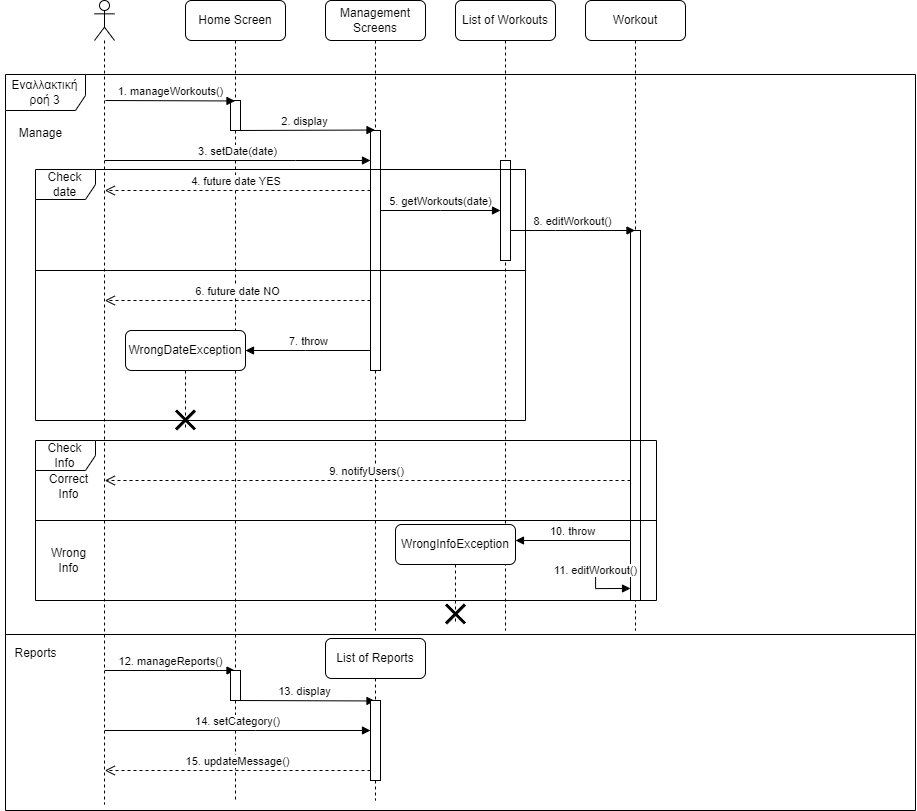 Home Screen
Management
Screens
List of Workouts
Workout
Εναλλακτική
ροή 3
1. manageWorkouts()
2. display
Manage
3. setDate(date)
Check
date
4. future date YES
5. getWorkouts(date)
8. editWorkout()
6. future date NO
7. throw
WrongDateException
Check
Info
9. notifyUsers()
Correct
Info
10. throw
WrongInfoException
Wrong
Info
11. editWorkout()
Reports
List of Reports
12. manageReports()
13. display
14. setCategory()
15. updateMessage()